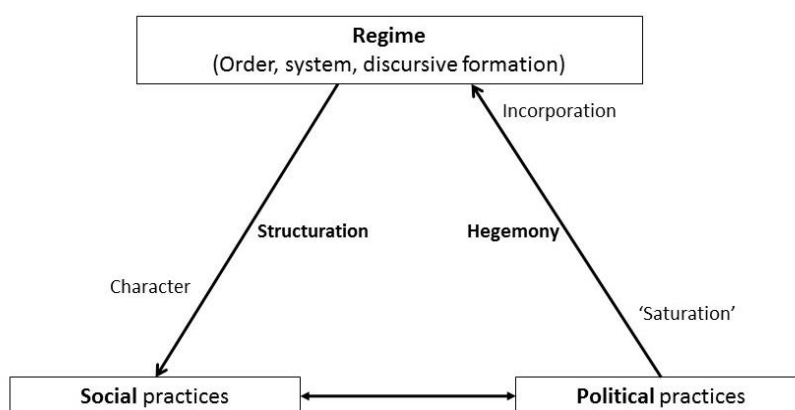 Regime
(Order, system, discursive formation)
Incorporation
Structuration
Hegemony
Character
‘Saturation’
Social practices
Political practices